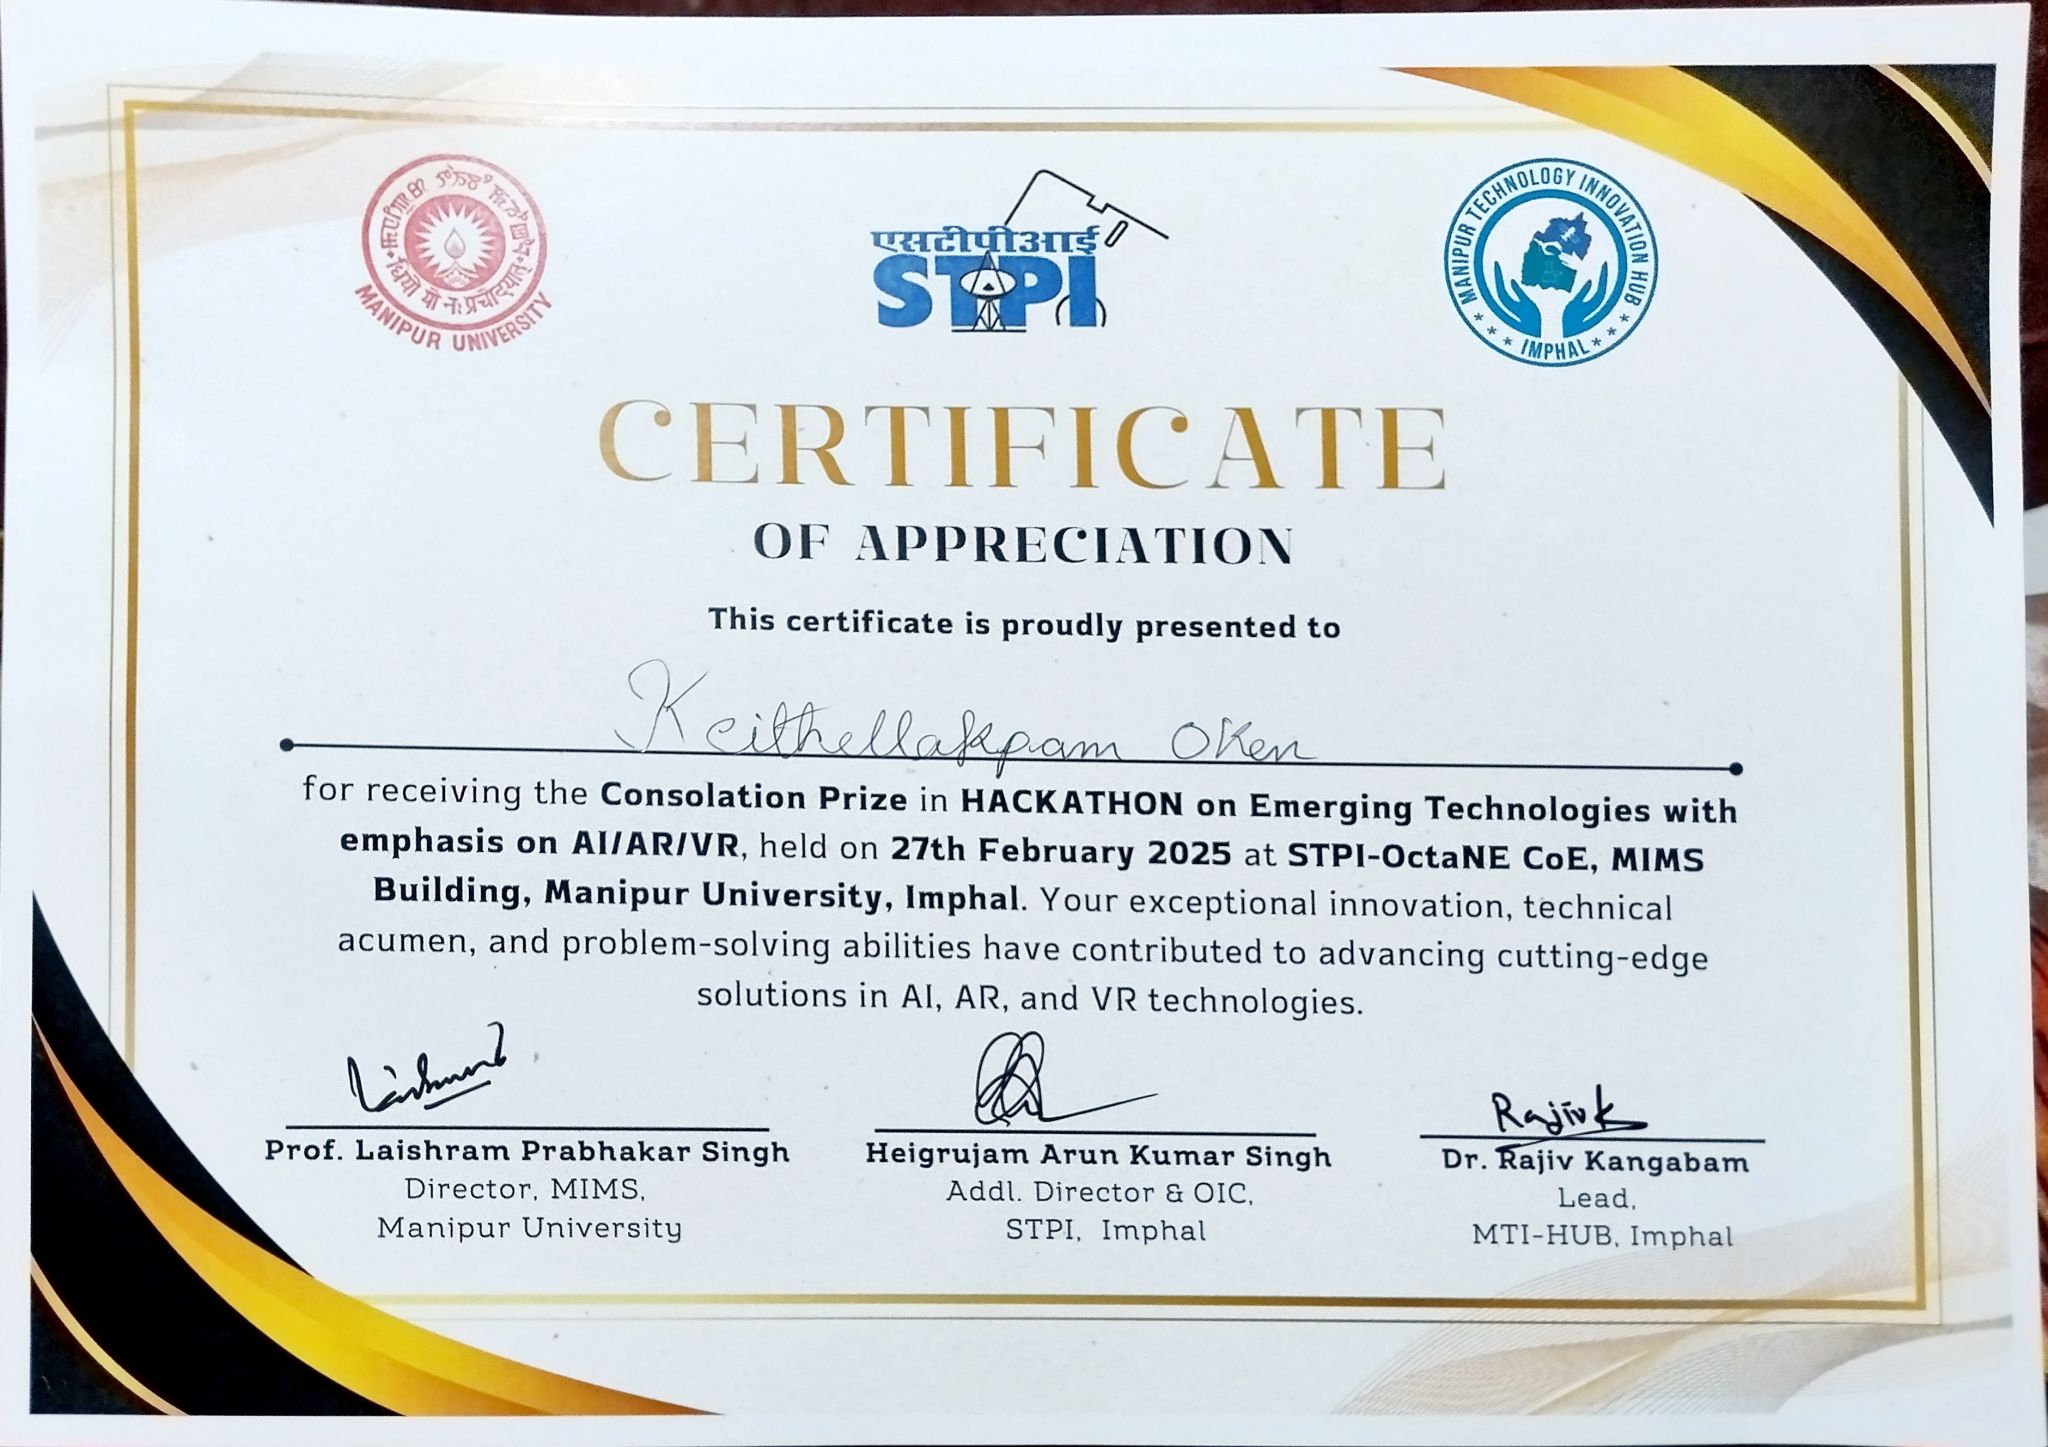 MANIPUR UNIVERSITY
एसटीपीआई
STPI
MANIPUR TECHNOLOGY INNOVATION HUB
IMPHAL
CERTIFICATE
OF APPRECIATION
This certificate is proudly presented to
Keithellakpam Oken
for receiving the Consolation Prize in HACKATHON on Emerging Technologies with
emphasis on AI/AR/VR, held on 27th February 2025 at STPI-OctaNE CoE, MIMS
Building, Manipur University, Imphal. Your exceptional innovation, technical
acumen, and problem-solving abilities have contributed to advancing cutting-edge
solutions in AI, AR, and VR technologies.
Rajiv K
Prof. Laishram Prabhakar Singh
Director, MIMS,
Manipur University
Heigrujam Arun Kumar Singh
Addl. Director & OIC,
STPI, Imphal
Dr. Rajiv Kangabam
Lead,
MTI-HUB, Imphal